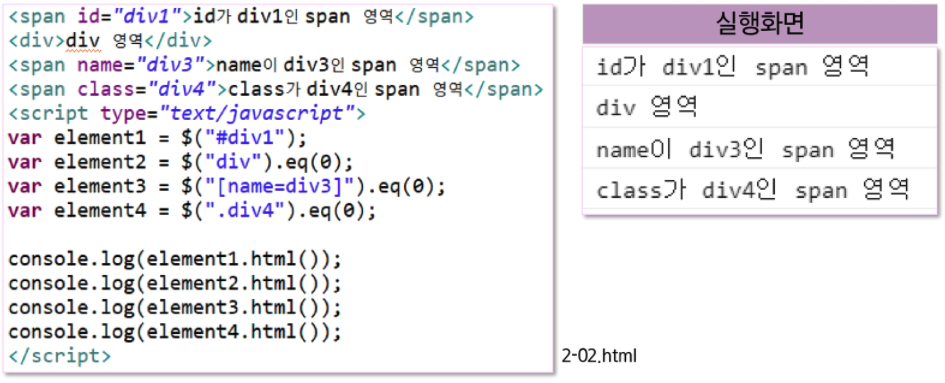 <span id="div1">id가 div1인 span 영역</span>
<div>div 영역</div>
<span name="div3">name이 div3인 span 영역</span>
<span class="div4">class가 div4인 span 영역</span>
<script type="text/javascript">
var element1 = $("#div1");
var element2 = $("div").eq(0);
var element3 = $("[name=div3]").eq(0);
var element4 = $(".div4").eq(0);
console.log(element1.html());
console.log(element2.html());
console.log(element3.html());
console.log(element4.html());
</script>
2-02.html
실행화면
id가 div1인 span 영역
div 영역
name이 div3인 span 영역
class가 div4인 span 영역